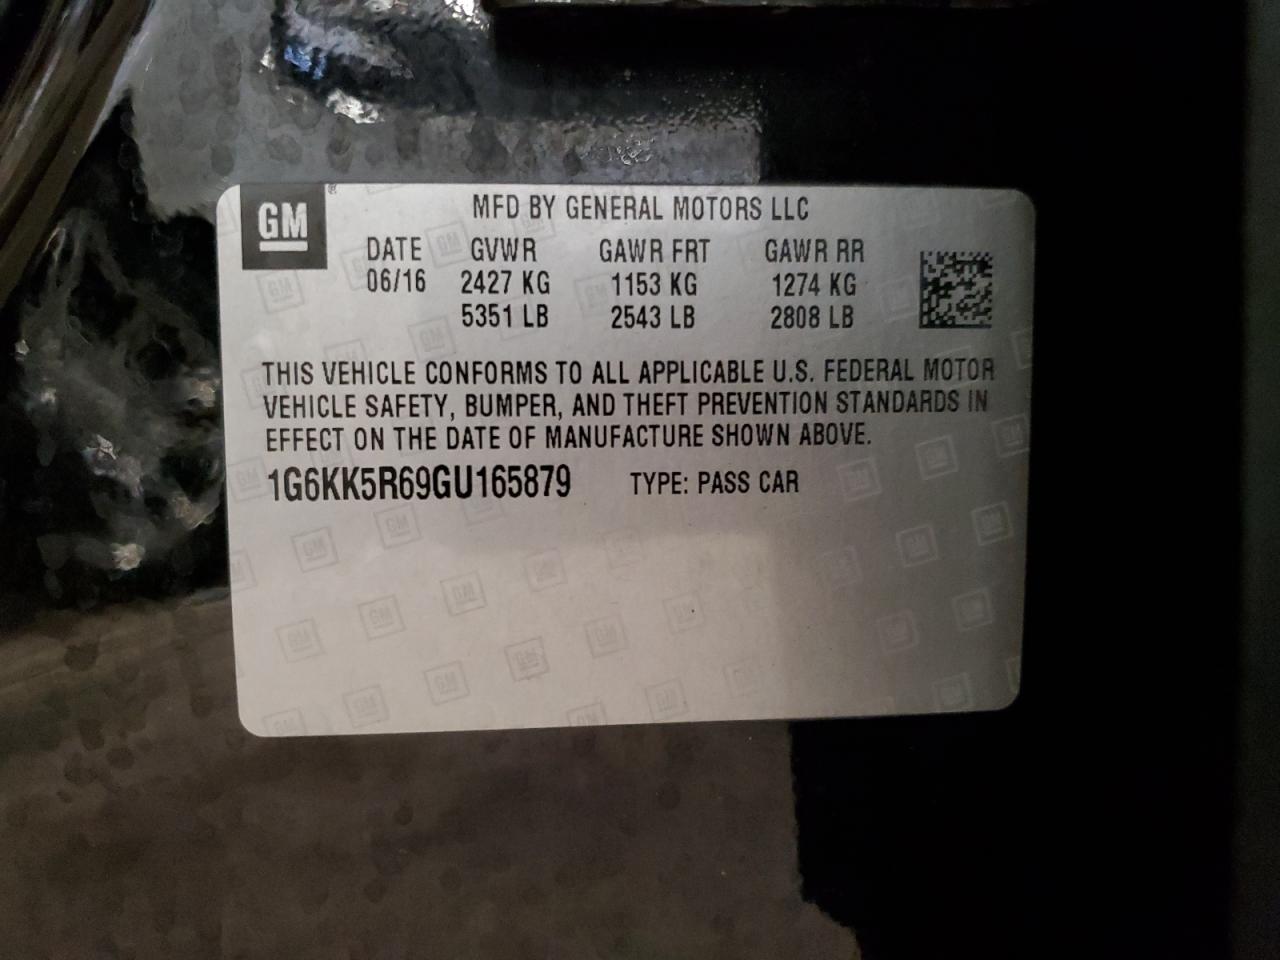 GM
MFD BY GENERAL MOTORS LLC
DATE GVWR GAWR FRT GAWR RR
06/16 2427 KG 1153 KG 1274 KG
5351 LB 2543 LB 2808 LB
THIS VEHICLE CONFORMS TO ALL APPLICABLE U.S. FEDERAL MOTOR
VEHICLE SAFETY, BUMPER, AND THEFT PREVENTION STANDARDS IN
EFFECT ON THE DATE OF MANUFACTURE SHOWN ABOVE.
1G6KK5R69GU165879 TYPE: PASS CAR